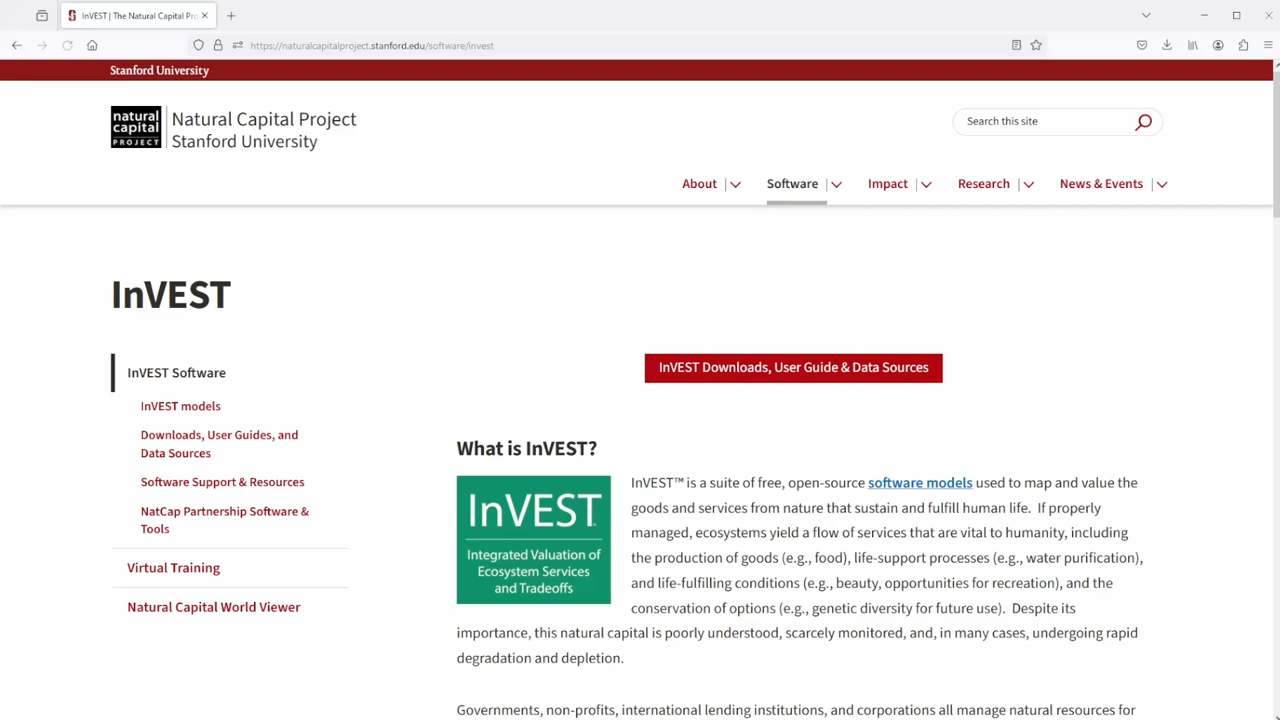 InVEST | The Natural Capital Pro
https://naturalcapitalproject.stanford.edu/software/invest
Stanford University
natural
capital
PROJECT
Natural Capital Project
Stanford University
Search this site
About
Software
Impact
Research
News & Events
InVEST
InVEST Software
InVEST models
Downloads, User Guides, and
Data Sources
Software Support & Resources
NatCap Partnership Software &
Tools
Virtual Training
Natural Capital World Viewer
InVEST Downloads, User Guide & Data Sources
What is InVEST?
InVEST
Integrated Valuation of
Ecosystem Services
and Tradeoffs
InVEST™ is a suite of free, open-source software models used to map and value the
goods and services from nature that sustain and fulfill human life. If properly
managed, ecosystems yield a flow of services that are vital to humanity, including
the production of goods (e.g., food), life-support processes (e.g., water purification),
and life-fulfilling conditions (e.g., beauty, opportunities for recreation), and the
conservation of options (e.g., genetic diversity for future use). Despite its
importance, this natural capital is poorly understood, scarcely monitored, and, in many cases, undergoing rapid
degradation and depletion.
Governments, non-profits, international lending institutions, and corporations all manage natural resources for